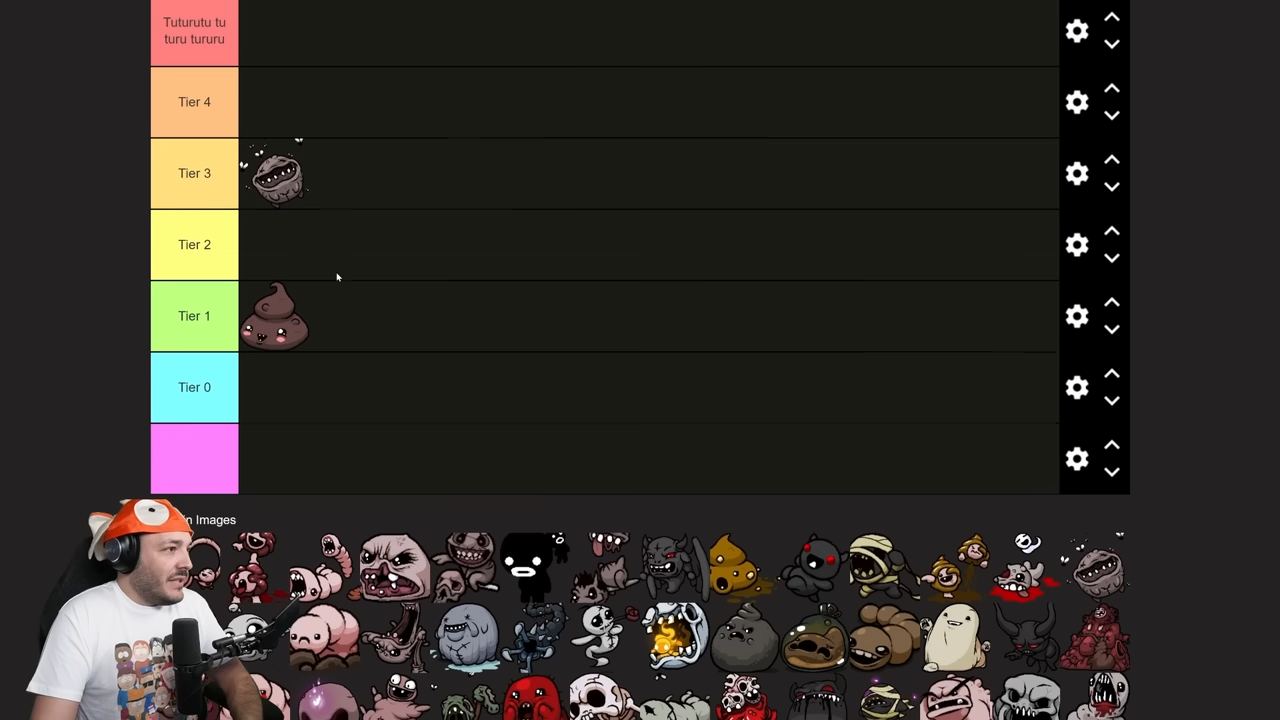 Tuturutu tu
turu tururu
Tier 4
Tier 3
Tier 2
Tier 1
Tier 0
Images